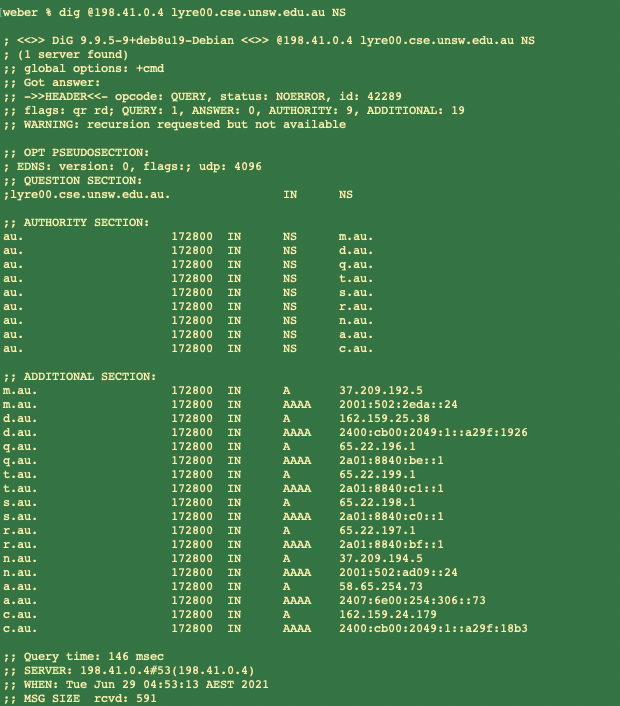 weber % dig @198.41.0.4 lyre00.cse.unsw.edu.au NS
; <<>> DiG 9.9.5-9+deb8u19-Debian <<>> @198.41.0.4 lyre00.cse.unsw.edu.au NS
; (1 server found)
;; global options: +cmd
;; Got answer:
;; ->>HEADER<<- opcode: QUERY, status: NOERROR, id: 42289
;; flags: qr rd; QUERY: 1, ANSWER: 0, AUTHORITY: 9, ADDITIONAL: 19
;; WARNING: recursion requested but not available
;; OPT PSEUDOSECTION:
; EDNS: version: 0, flags:; udp: 4096
;; QUESTION SECTION:
;lyre00.cse.unsw.edu.au. IN NS
;; AUTHORITY SECTION:
au. 172800 IN NS m.au.
au. 172800 IN NS d.au.
au. 172800 IN NS q.au.
au. 172800 IN NS t.au.
au. 172800 IN NS s.au.
au. 172800 IN NS r.au.
au. 172800 IN NS n.au.
au. 172800 IN NS a.au.
au. 172800 IN NS c.au.
;; ADDITIONAL SECTION:
m.au. 172800 IN A 37.209.192.5
m.au. 172800 IN AAAA 2001:502:2eda::24
d.au. 172800 IN A 162.159.25.38
d.au. 172800 IN AAAA 2400:cb00:2049:1::a29f:1926
q.au. 172800 IN A 65.22.196.1
q.au. 172800 IN AAAA 2a01:8840:be::1
t.au. 172800 IN A 65.22.199.1
t.au. 172800 IN AAAA 2a01:8840:c1::1
s.au. 172800 IN A 65.22.198.1
s.au. 172800 IN AAAA 2a01:8840:c0::1
r.au. 172800 IN A 65.22.197.1
r.au. 172800 IN AAAA 2a01:8840:bf::1
n.au. 172800 IN A 37.209.194.5
n.au. 172800 IN AAAA 2001:502:ad09::24
a.au. 172800 IN A 58.65.254.73
a.au. 172800 IN AAAA 2407:6e00:254:306::73
c.au. 172800 IN A 162.159.24.179
c.au. 172800 IN AAAA 2400:cb00:2049:1::a29f:18b3
;; Query time: 146 msec
;; SERVER: 198.41.0.4#53(198.41.0.4)
;; WHEN: Tue Jun 29 04:53:13 AEST 2021
;; MSG SIZE rcvd: 591